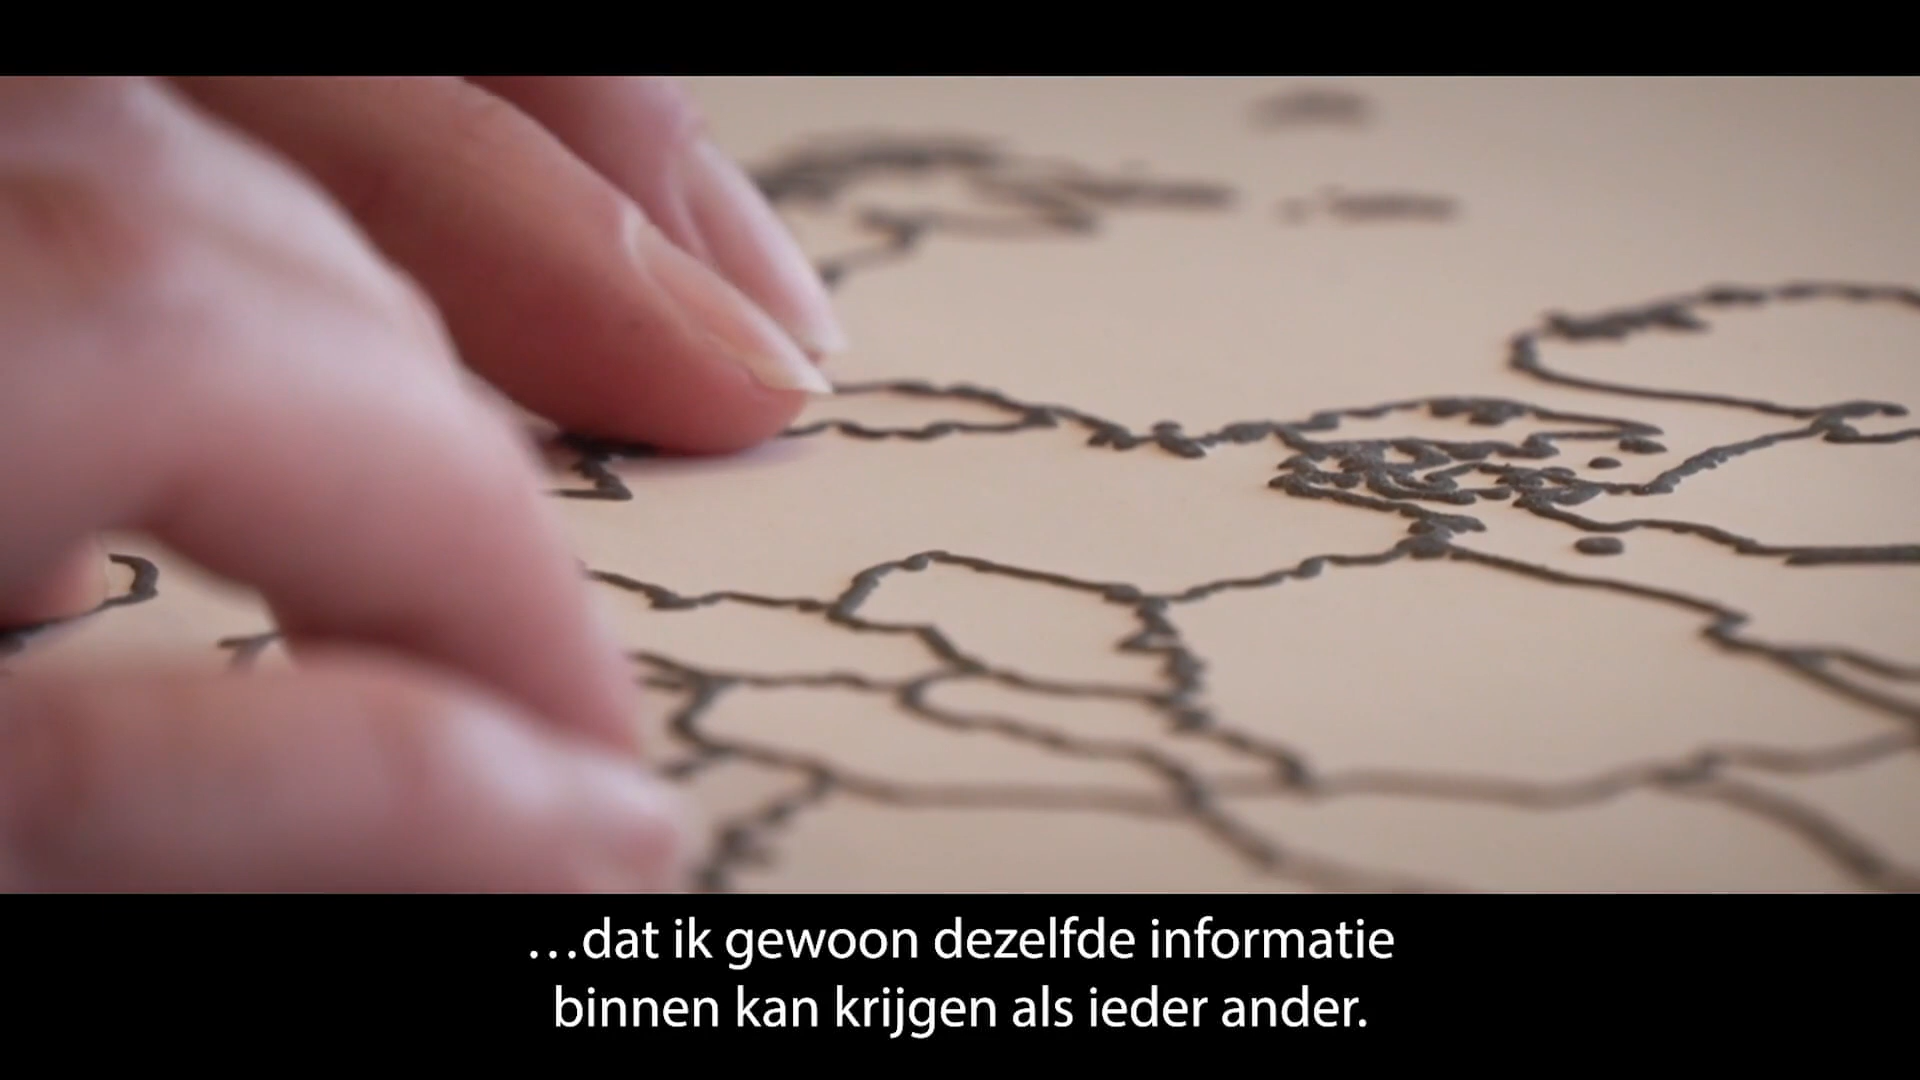 …dat ik gewoon dezelfde informatie
binnen kan krijgen als ieder ander.